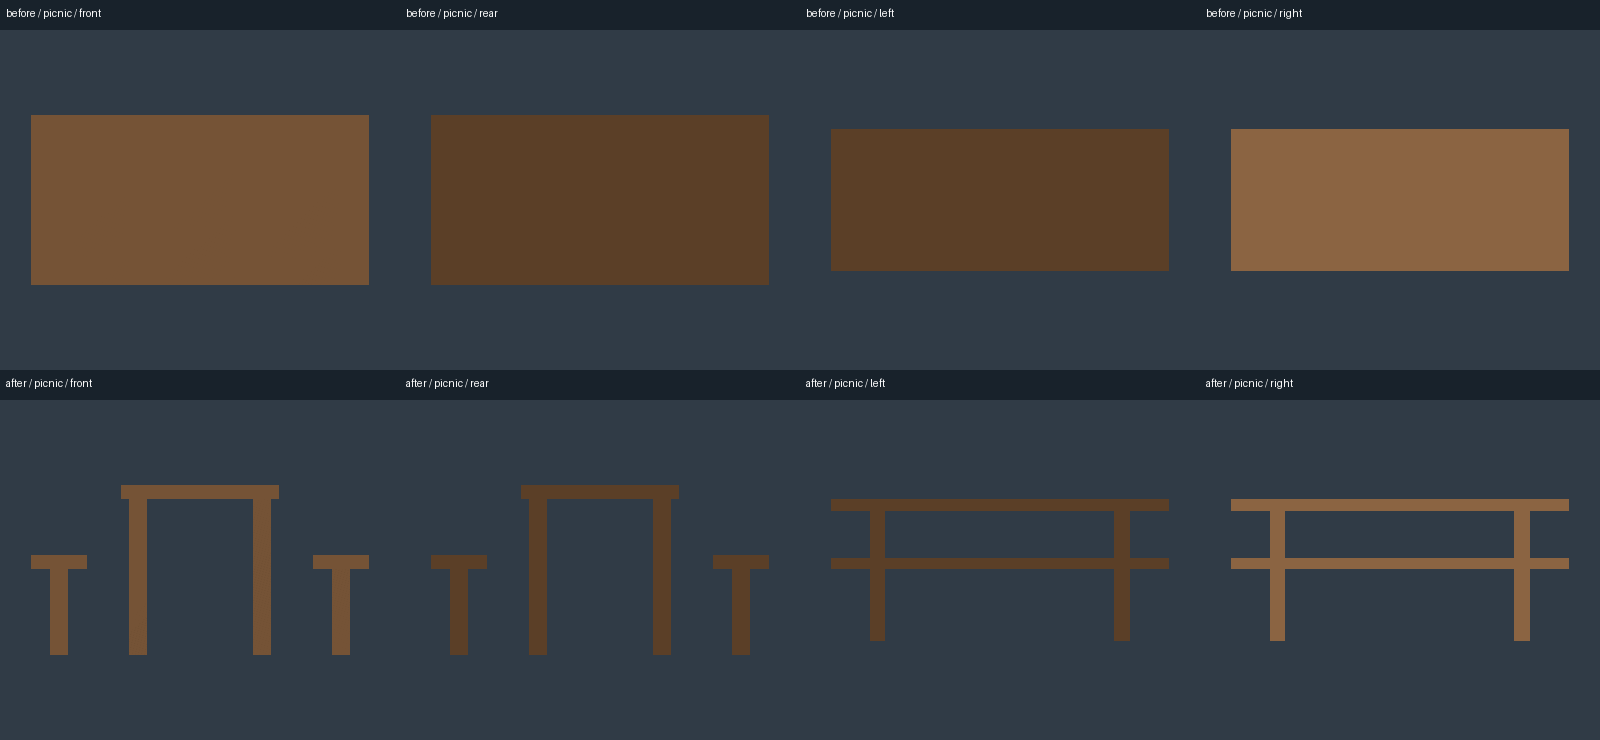 before / picnic / front
before / picnic / rear
before / picnic / left
before / picnic / right
after / picnic / front
after / picnic / rear
after / picnic / left
after / picnic / right